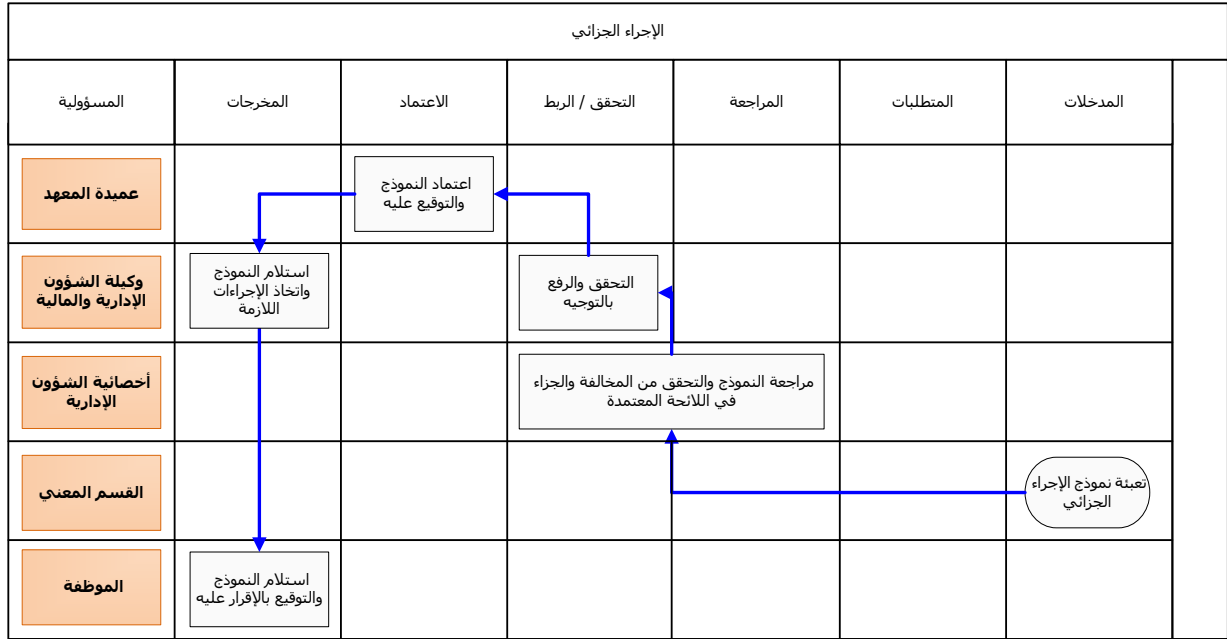 الإجراء الجزائي
المدخلات
المتطلبات
المراجعة
التحقق / الربط
الاعتماد
المخرجات
المسؤولية
اعتماد النموذج
والتوقيع عليه
عميدة المعهد
التحقق والرفع
بالتوجيه
استلام النموذج
واتخاذ الإجراءات
اللازمة
وكيلة الشؤون
الإدارية والمالية
مراجعة النموذج والتحقق من المخالفة والجزاء
في اللائحة المعتمدة
أخصائية الشؤون
الإدارية
تعبئة نموذج الإجراء
الجزائي
القسم المعني
استلام النموذج
والتوقيع بالإقرار عليه
الموظفة